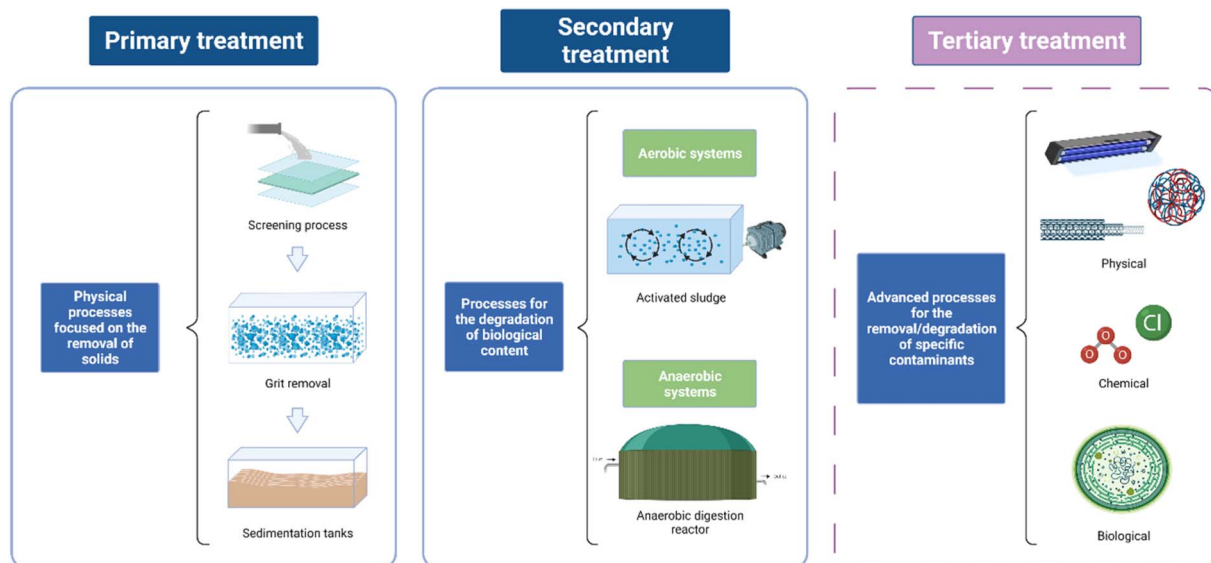 Primary treatment
Secondary
treatment
Tertiary treatment
Physical
processes
focused on the
removal of
solids
Screening process
Grit removal
Sedimentation tanks
Processes for
the degradation
of biological
content
Aerobic systems
Activated sludge
Anaerobic
systems
Anaerobic digestion
reactor
Advanced processes
for the
removal/degradation
of specific
contaminants
Physical
O
O
O
Cl
Chemical
Biological